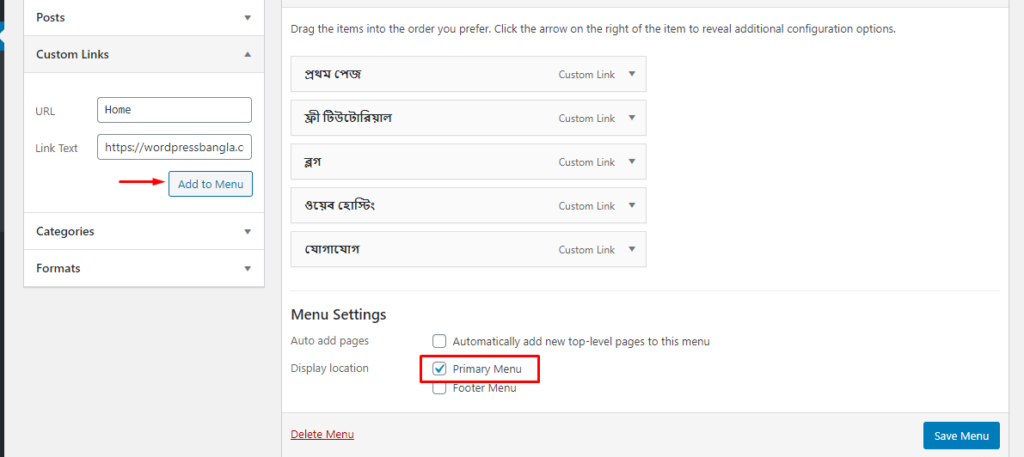 Posts
Custom Links
URL Home
Link Text https://wordpressbangla.c
Add to Menu
Categories
Formats
Drag the items into the order you prefer. Click the arrow on the right of the item to reveal additional configuration options.
প্রথম পেজ Custom Link
ফ্রী টিউটোরিয়াল Custom Link
ব্লগ Custom Link
ওয়েব হোস্টিং Custom Link
যোগাযোগ Custom Link
Menu Settings
Auto add pages Automatically add new top-level pages to this menu
Display location Primary Menu
Footer Menu
Delete Menu Save Menu